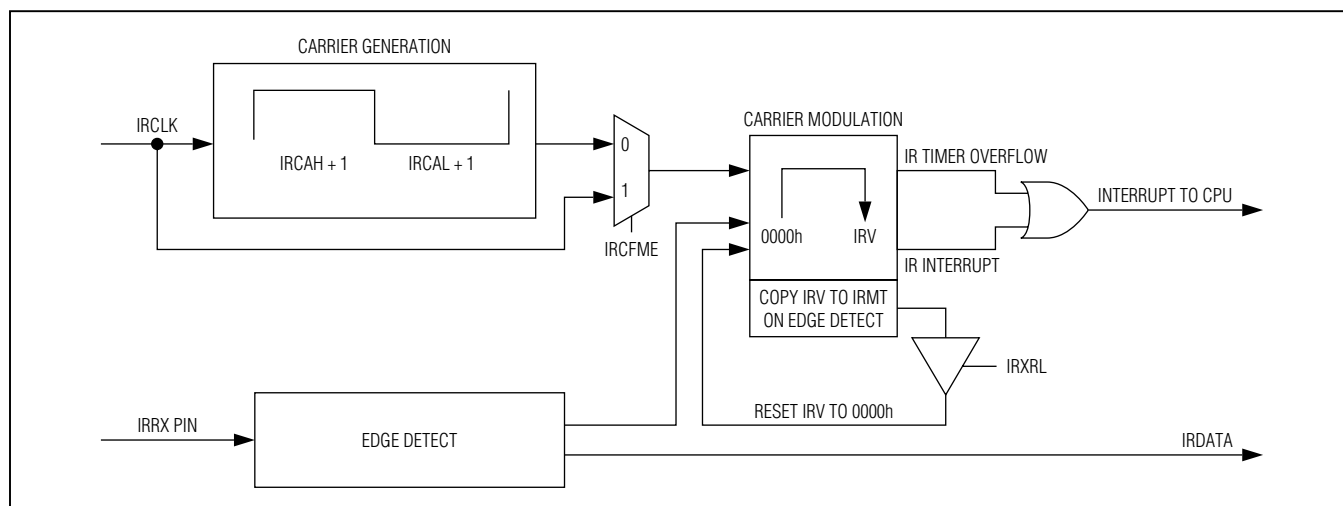 CARRIER GENERATION
IRCLK
IRCAH + 1
IRCAL + 1
0
1
IRCFME
CARRIER MODULATION
0000h
IRV
IR TIMER OVERFLOW
IR INTERRUPT
INTERRUPT TO CPU
COPY IRV TO IRMT
ON EDGE DETECT
IRXRL
RESET IRV TO 0000h
IRRX PIN
EDGE DETECT
IRDATA